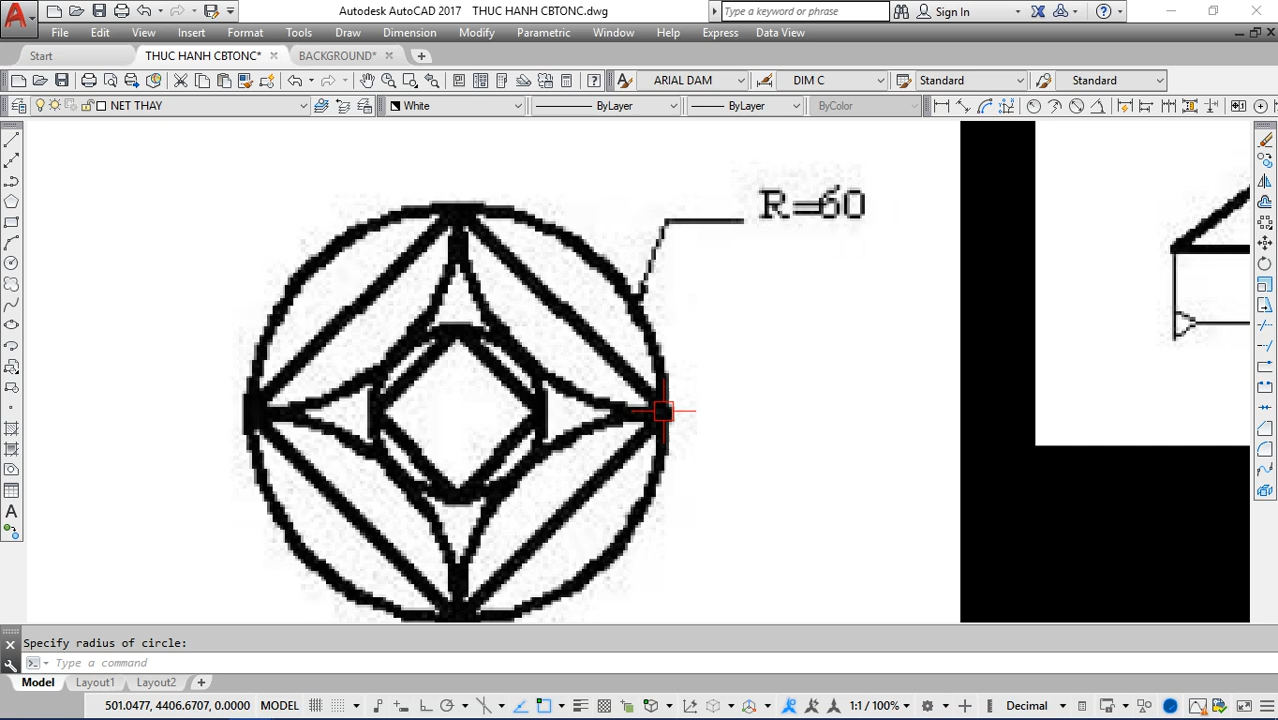 Autodesk AutoCAD 2017 THUC HANH CBTONC.dwg
Type a keyword or phrase
Sign In
File Edit View Insert Format Tools Draw Dimension Modify Parametric Window Help Express Data View
Start THUC HANH CBTONC* BACKGROUND*
ARIAL DAM DIM C Standard Standard
NET THAY White ByLayer ByLayer ByColor
R=60
Specify radius of circle:
Type a command
Model Layout1 Layout2
501.0477, 4406.6707, 0.0000 MODEL 1:1 / 100% Decimal